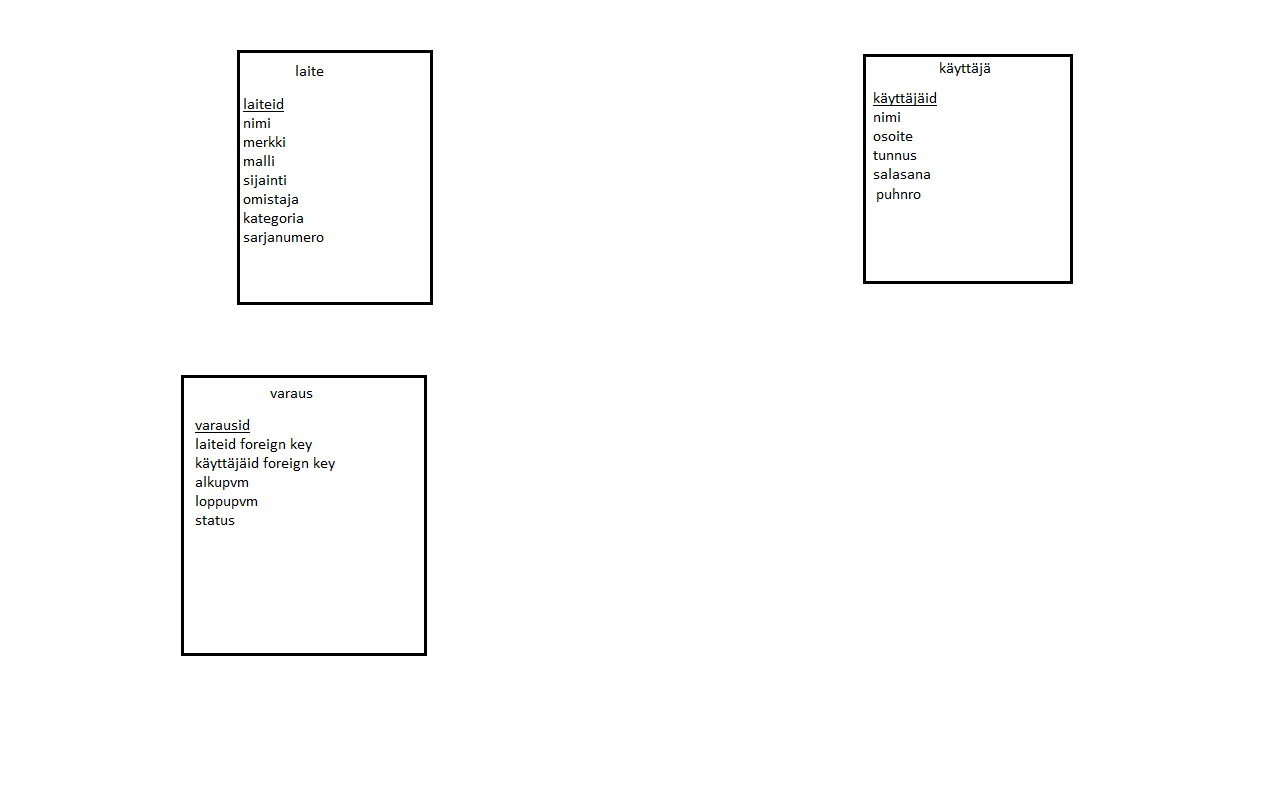 laite
laiteid
nimi
merkki
malli
sijainti
omistaja
kategoria
sarjanumero
käyttäjä
käyttäjäid
nimi
osoite
tunnus
salasana
puhnro
varaus
varausid
laiteid foreign key
käyttäjäid foreign key
alkupvm
loppupvm
status